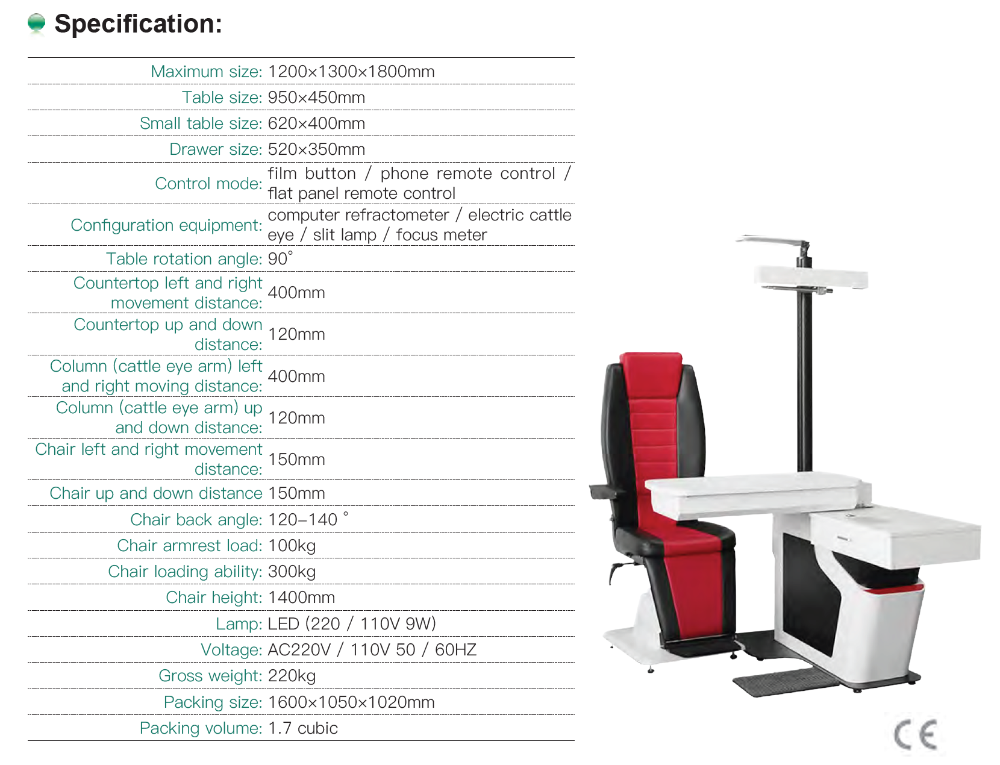 Specification:
Maximum size: 1200×1300×1800mm
Table size: 950×450mm
Small table size: 620×400mm
Drawer size: 520×350mm
Control mode: film button / phone remote control /
flat panel remote control
Configuration equipment: computer refractometer / electric cattle
eye / slit lamp / focus meter
Table rotation angle: 90°
Countertop left and right
movement distance: 400mm
Countertop up and down
distance: 120mm
Column (cattle eye arm) left
and right moving distance: 400mm
Column (cattle eye arm) up
and down distance: 120mm
Chair left and right movement
distance: 150mm
Chair up and down distance 150mm
Chair back angle: 120–140 °
Chair armrest load: 100kg
Chair loading ability: 300kg
Chair height: 1400mm
Lamp: LED (220 / 110V 9W)
Voltage: AC220V / 110V 50 / 60HZ
Gross weight: 220kg
Packing size: 1600×1050×1020mm
Packing volume: 1.7 cubic
CE